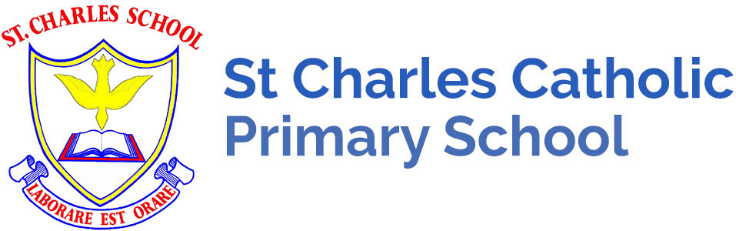 ST. CHARLES SCHOOL
St Charles Catholic
Primary School
LABORARE EST ORARE